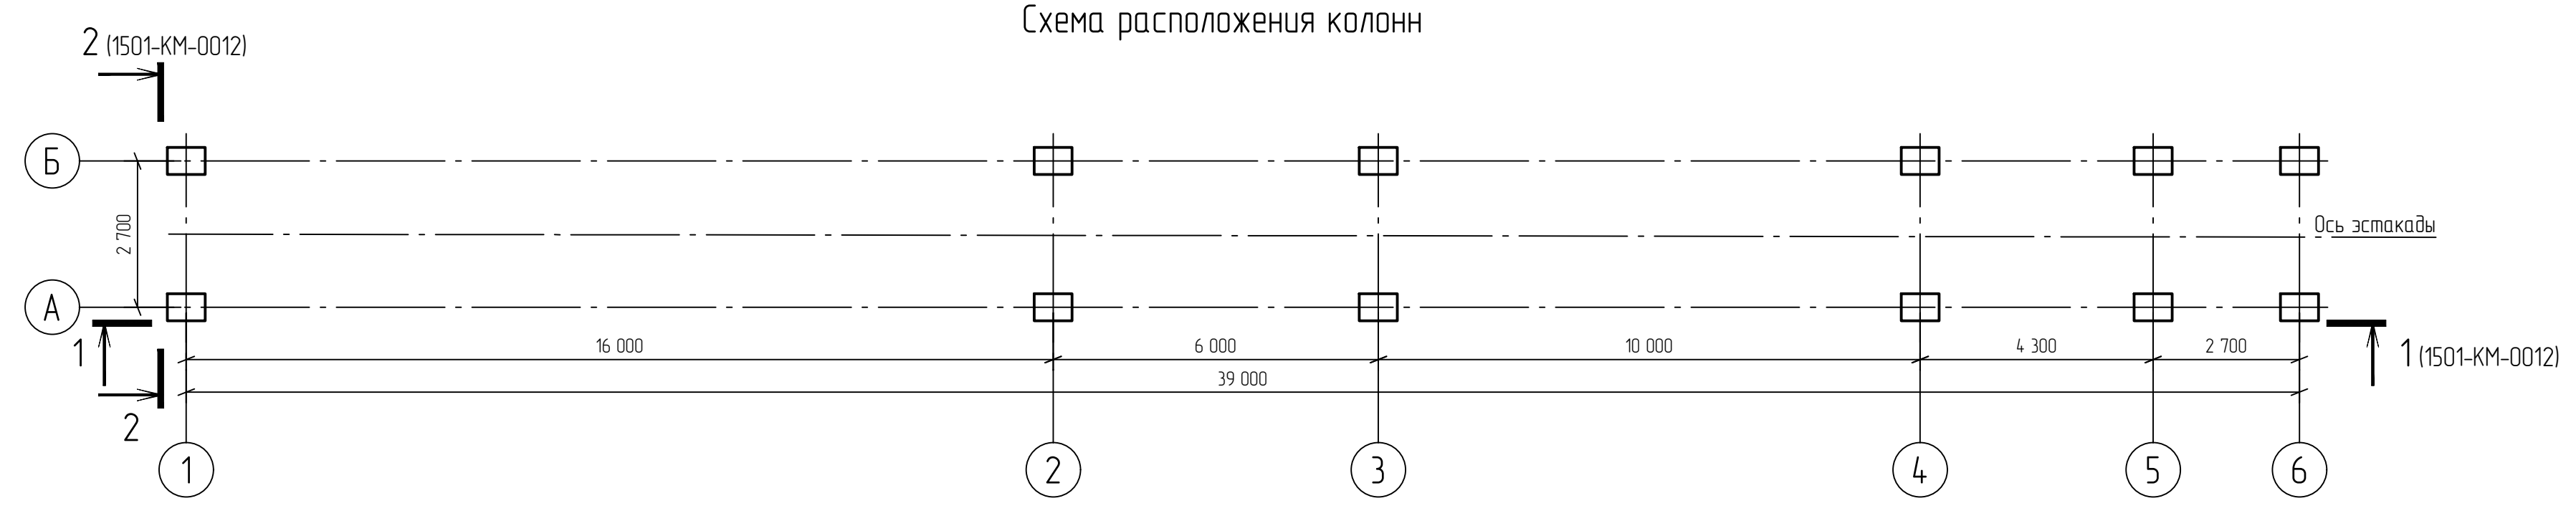 Схема расположения колонн
2 (1501-КМ-0012)
Б
2 700
Ось эстакады
А
1
16 000
6 000
10 000
4 300
2 700
1 (1501-КМ-0012)
39 000
2
1
2
3
4
5
6